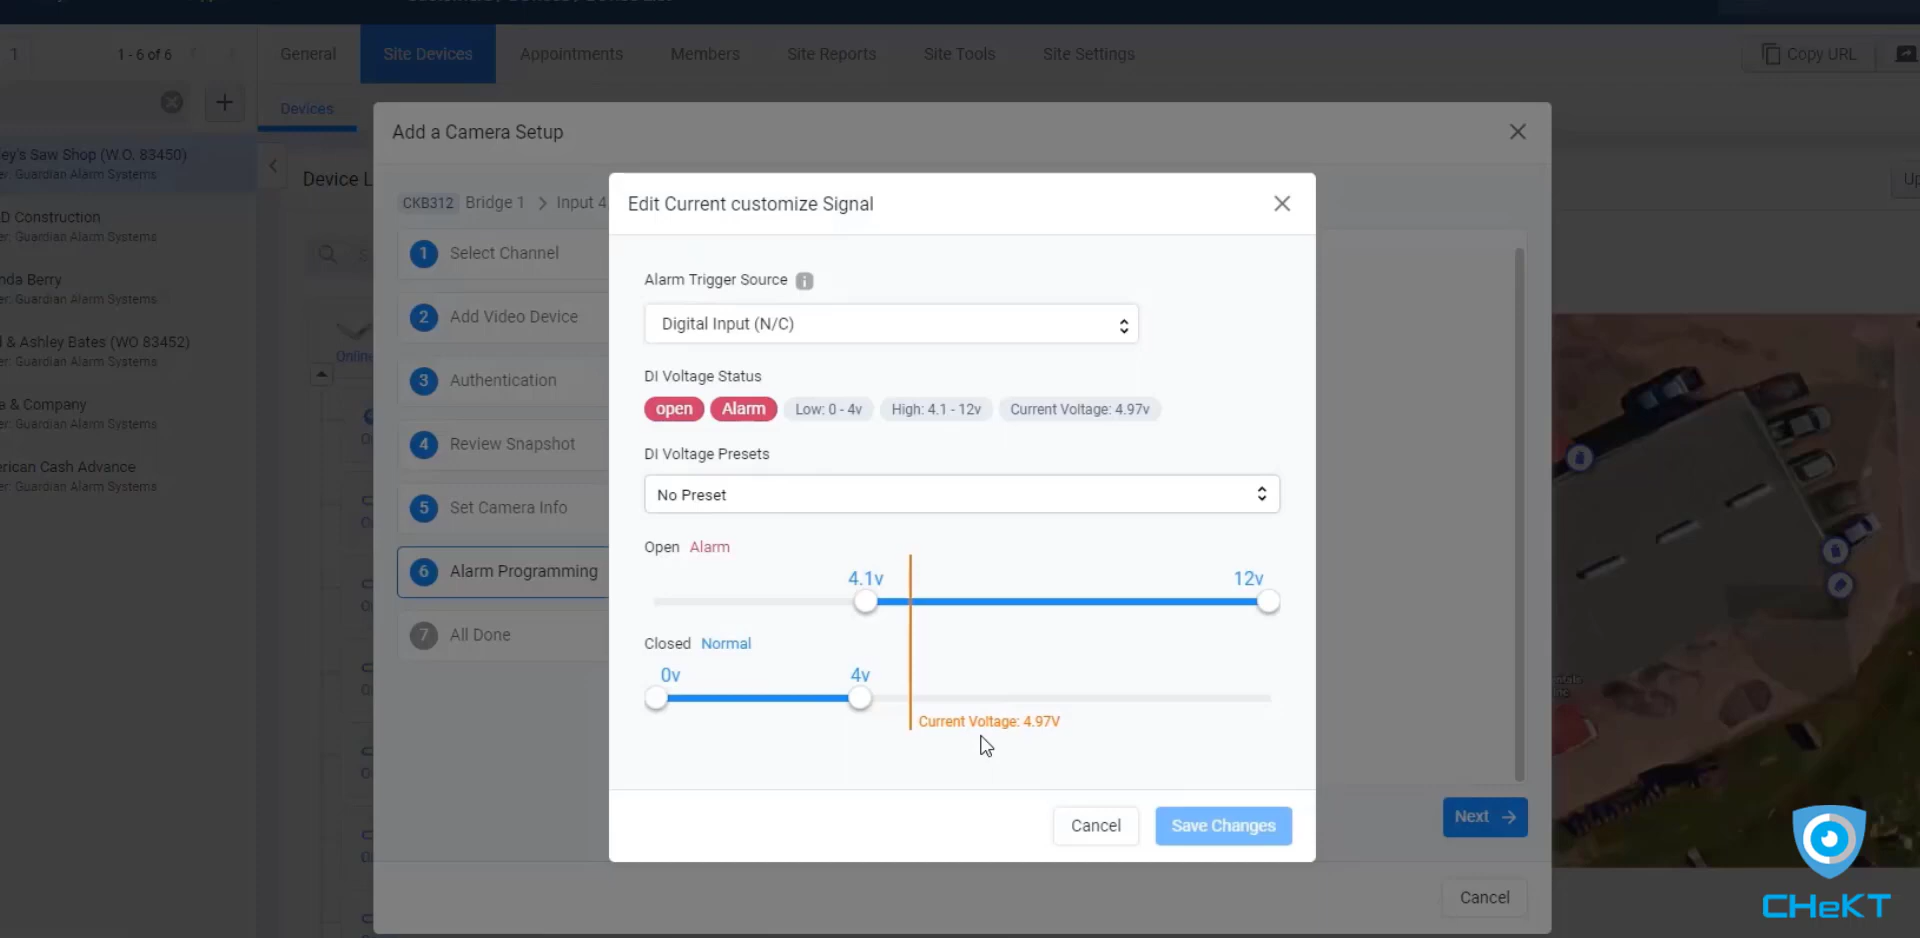 1
1 - 6 of 6
General
Site Devices
Appointments
Members
Site Reports
Site Tools
Site Settings
Copy URL
Devices
ey's Saw Shop (W.O. 83450)
er: Guardian Alarm Systems
D Construction
er: Guardian Alarm Systems
nda Berry
er: Guardian Alarm Systems
& Ashley Bates (WO 83452)
er: Guardian Alarm Systems
a & Company
er: Guardian Alarm Systems
erican Cash Advance
er: Guardian Alarm Systems
Device L
Online
Add a Camera Setup
CKB312 Bridge 1 > Input 4
1 Select Channel
2 Add Video Device
3 Authentication
4 Review Snapshot
5 Set Camera Info
6 Alarm Programming
7 All Done
Edit Current customize Signal
Alarm Trigger Source i
Digital Input (N/C)
DI Voltage Status
open Alarm Low: 0 - 4v High: 4.1 - 12v Current Voltage: 4.97v
DI Voltage Presets
No Preset
Open Alarm
4.1v 12v
Closed Normal
0v 4v
Current Voltage: 4.97V
Cancel Save Changes
Next
Cancel
Up
CHeKT